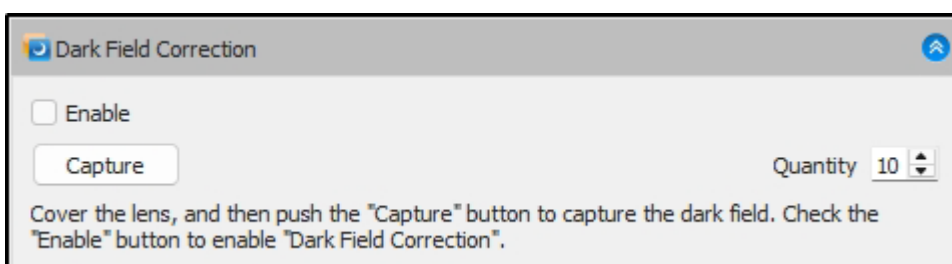 Dark Field Correction
Enable
Capture
Quantity 10
Cover the lens, and then push the "Capture" button to capture the dark field. Check the
"Enable" button to enable "Dark Field Correction".